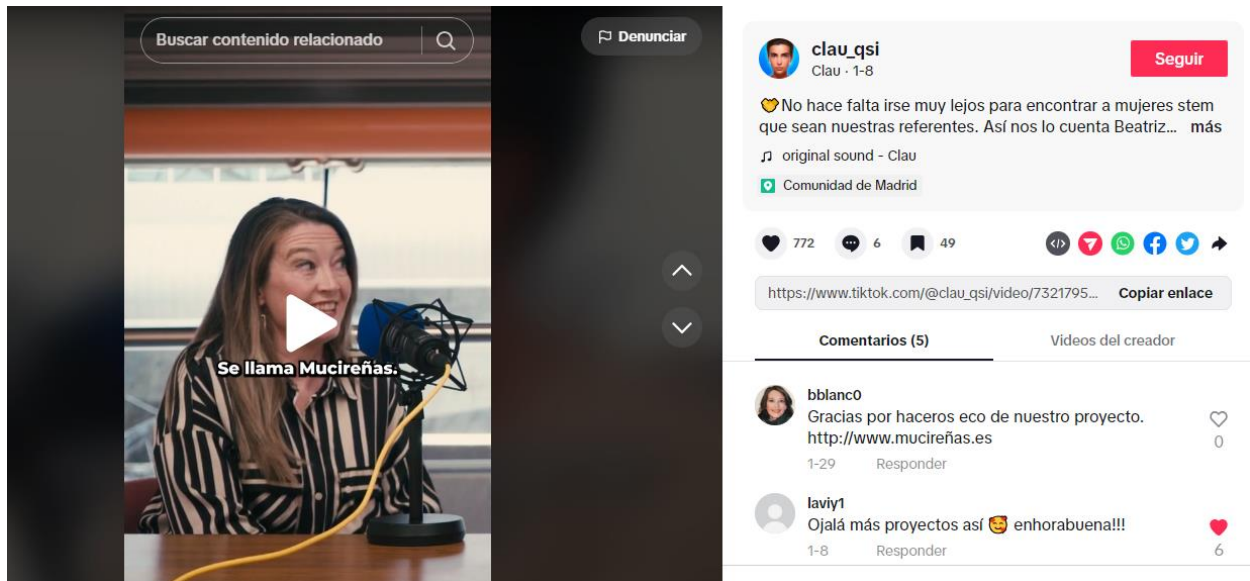 Buscar contenido relacionado
Denunciar
Se llama Mucireñas.
clau_qsi
Clau · 1-8
Seguir
No hace falta irse muy lejos para encontrar a mujeres stem
que sean nuestras referentes. Así nos lo cuenta Beatriz... más
original sound - Clau
Comunidad de Madrid
772 6 49
https://www.tiktok.com/@clau_qsi/video/7321795... Copiar enlace
Comentarios (5) Videos del creador
bblanc0
Gracias por haceros eco de nuestro proyecto.
http://www.mucireñas.es
0
1-29 Responder
laviy1
Ojalá más proyectos así 🥰 enhorabuena!!!
1-8 Responder
6